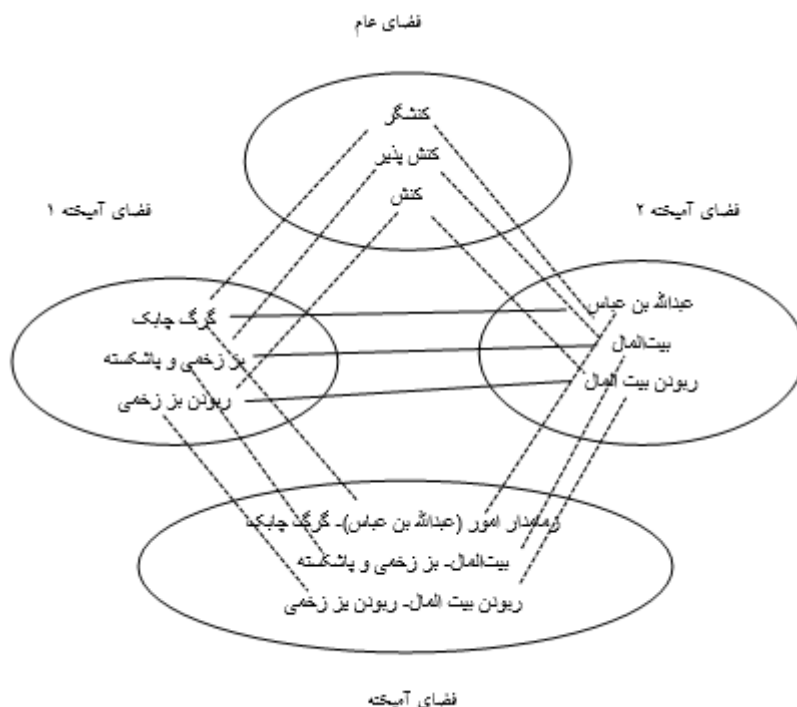 فضای عام
کنشگر
کنش پذیر
کنش
فضای آمیخته ۲
فضای آمیخته ۱
عبدالله بن عباس
بیت‌المال
ربودن بیت المال
گرگ چابک
بز زخمی و پاشکسته
ربودن بز زخمی
زمامدار امور (عبدالله بن عباس)- گرگ چابک
بیت‌المال- بز زخمی و پاشکسته
ربودن بیت المال- ربودن بز زخمی
فضای آمیخته